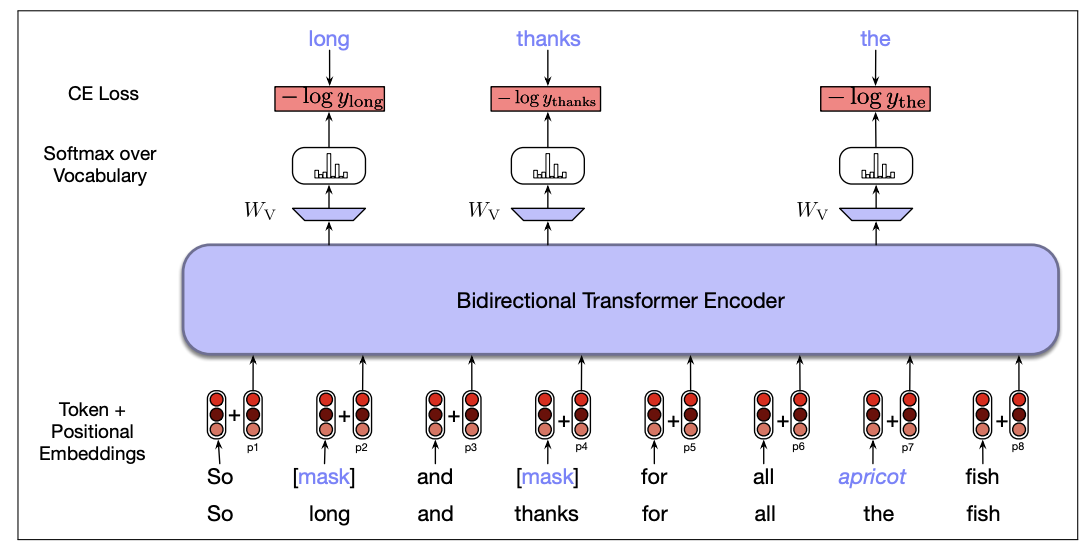 long thanks the
CE Loss − log y_long − log y_thanks − log y_the
Softmax over
Vocabulary
W_V W_V W_V
Bidirectional Transformer Encoder
Token +
Positional
Embeddings
+ + + + + + + +
p1 p2 p3 p4 p5 p6 p7 p8
So [mask] and [mask] for all apricot fish
So long and thanks for all the fish